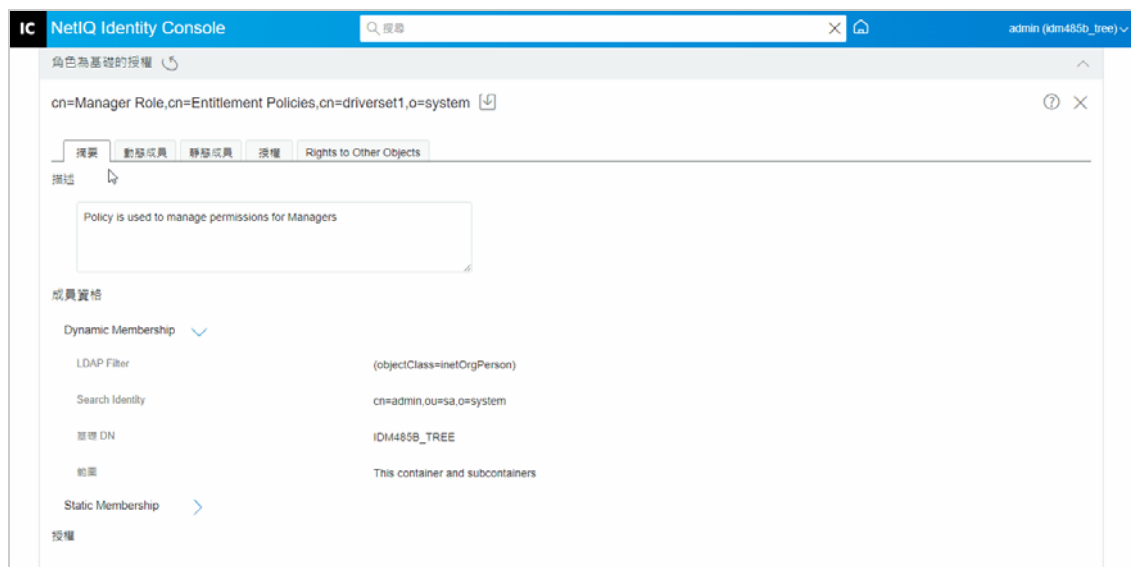 IC NetIQ Identity Console 搜尋 admin (idm485b_tree)
角色為基礎的授權
cn=Manager Role,cn=Entitlement Policies,cn=driverset1,o=system
摘要 動態成員 靜態成員 授權 Rights to Other Objects
描述
Policy is used to manage permissions for Managers
成員資格
Dynamic Membership
LDAP Filter (objectClass=inetOrgPerson)
Search Identity cn=admin,ou=sa,o=system
基礎 DN IDM485B_TREE
範圍 This container and subcontainers
Static Membership
授權